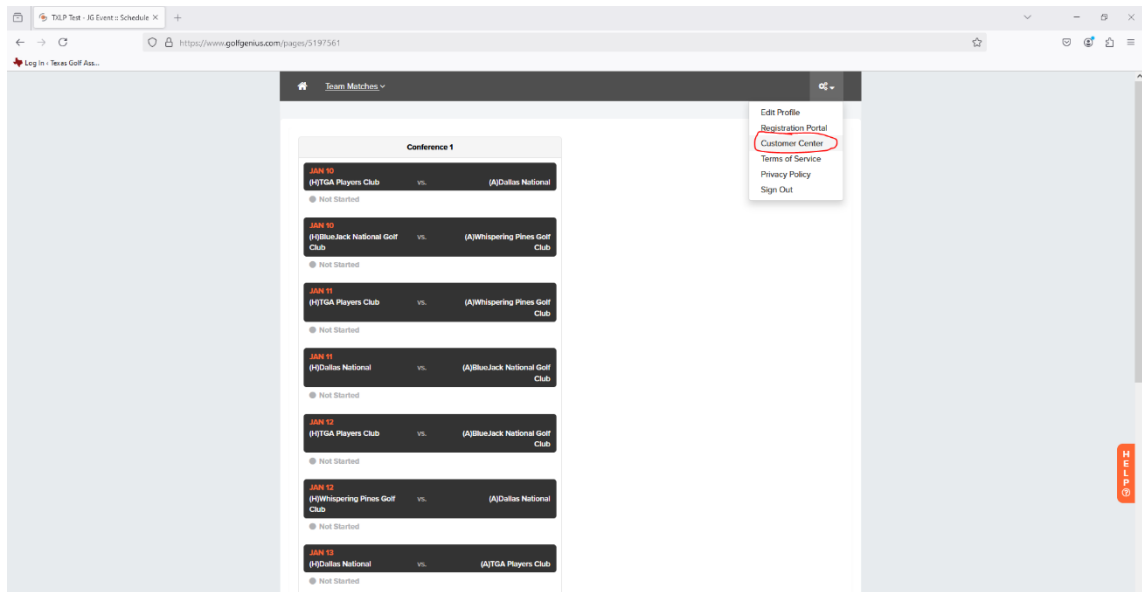 TXLP Test - JG Event :: Schedule
https://www.golfgenius.com/pages/5197561
Log In ‹ Texas Golf Ass...
Team Matches
Edit Profile
Registration Portal
Customer Center
Terms of Service
Privacy Policy
Sign Out
Conference 1
JAN 10
(H)TGA Players Club vs. (A)Dallas National
Not Started
JAN 10
(H)BlueJack National Golf vs. (A)Whispering Pines Golf
Club Club
Not Started
JAN 11
(H)TGA Players Club vs. (A)Whispering Pines Golf
Club
Not Started
JAN 11
(H)Dallas National vs. (A)BlueJack National Golf
Club
Not Started
JAN 12
(H)TGA Players Club vs. (A)BlueJack National Golf
Club
Not Started
JAN 12
(H)Whispering Pines Golf vs. (A)Dallas National
Club
Not Started
JAN 13
(H)Dallas National vs. (A)TGA Players Club
Not Started
HELP